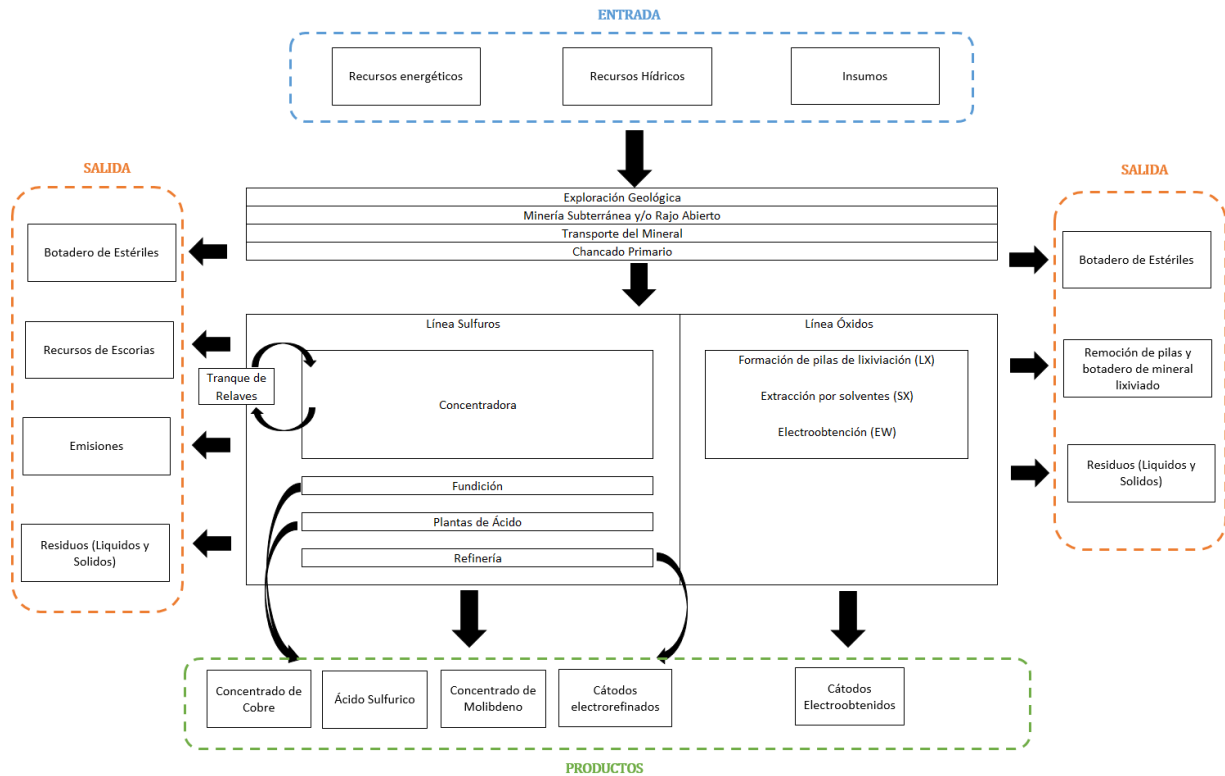 ENTRADA
Recursos energéticos
Recursos Hídricos
Insumos
SALIDA
Botadero de Estériles
Recursos de Escorias
Emisiones
Residuos (Liquidos y
Solidos)
Exploración Geológica
Minería Subterránea y/o Rajo Abierto
Transporte del Mineral
Chancado Primario
Línea Sulfuros
Tranque de
Relaves
Concentradora
Fundición
Plantas de Ácido
Refinería
Línea Óxidos
Formación de pilas de lixiviación (LX)
Extracción por solventes (SX)
Electroobtención (EW)
SALIDA
Botadero de Estériles
Remoción de pilas y
botadero de mineral
lixiviado
Residuos (Liquidos y
Solidos)
Concentrado de
Cobre
Ácido Sulfurico
Concentrado de
Molibdeno
Cátodos
electrorefinados
Cátodos
Electroobtenidos
PRODUCTOS